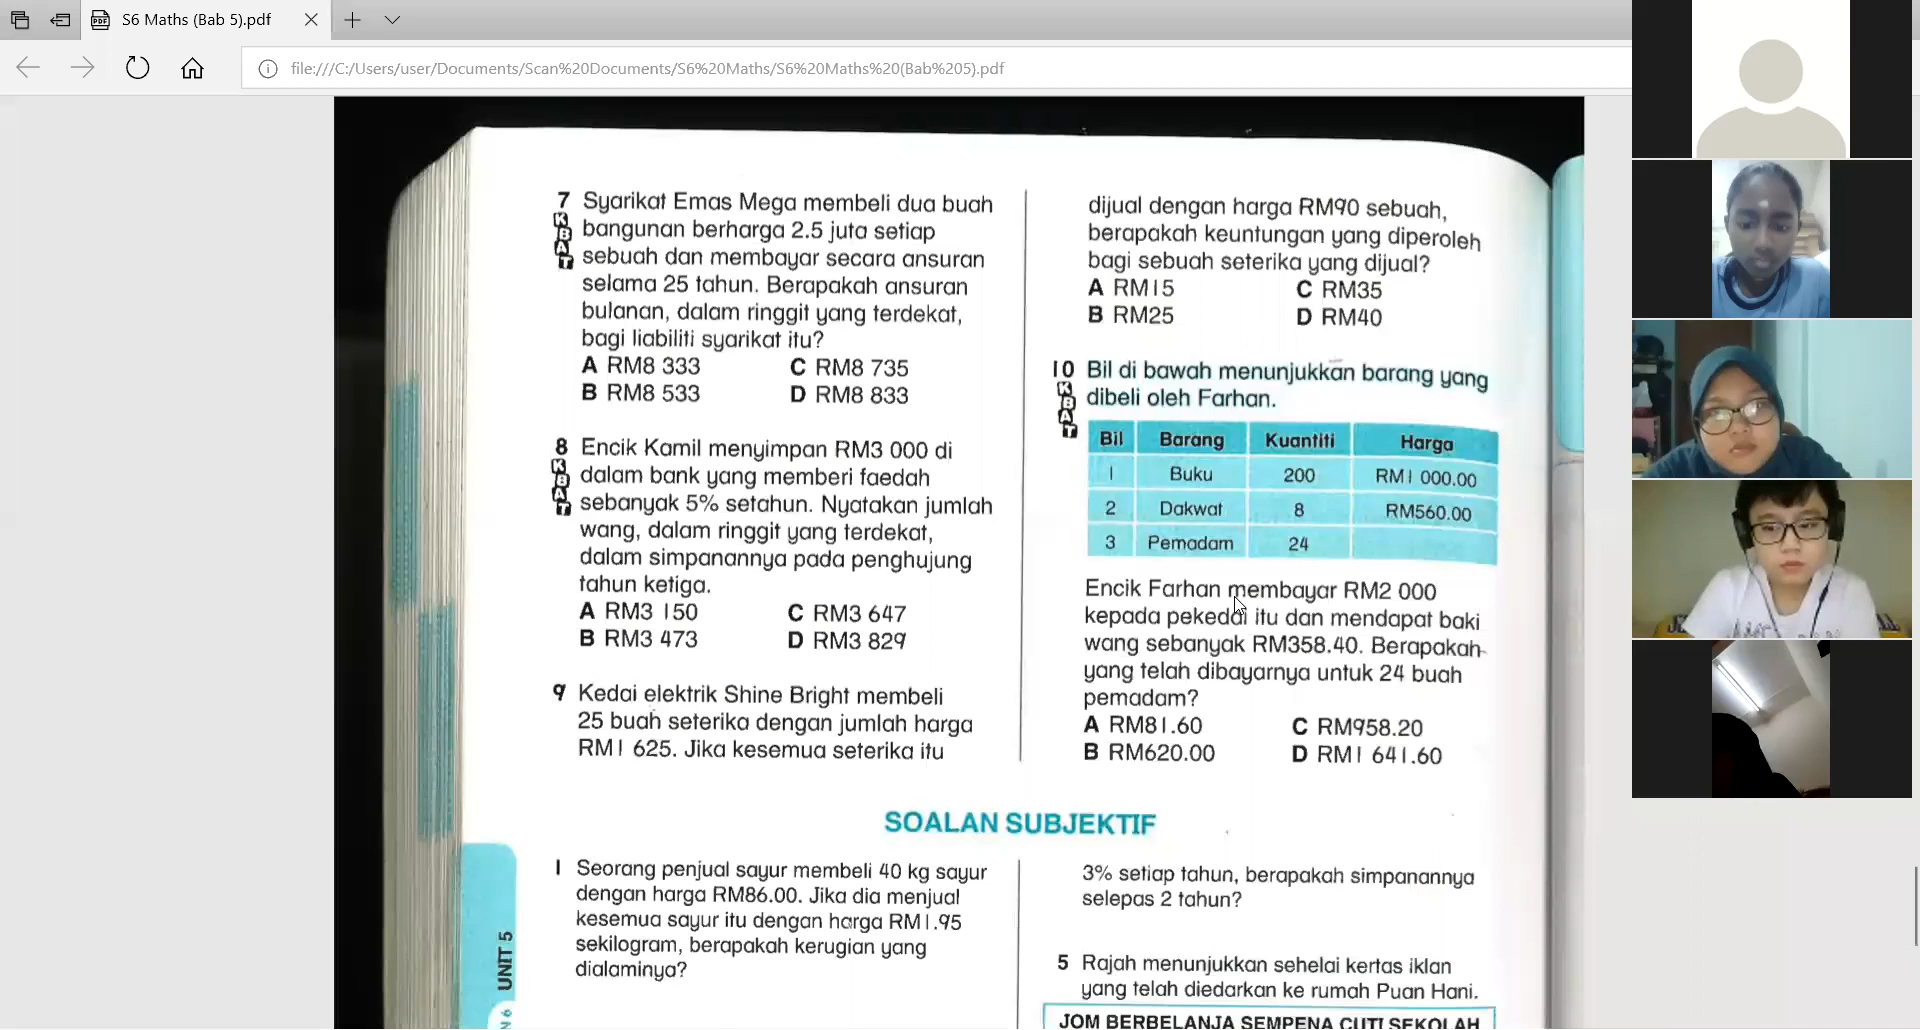 S6 Maths (Bab 5).pdf
file:///C:/Users/user/Documents/Scan%20Documents/S6%20Maths/S6%20Maths%20(Bab%205).pdf
7 Syarikat Emas Mega membeli dua buah
bangunan berharga 2.5 juta setiap
sebuah dan membayar secara ansuran
selama 25 tahun. Berapakah ansuran
bulanan, dalam ringgit yang terdekat,
bagi liabiliti syarikat itu?
KBAT
A RM8 333 C RM8 735
B RM8 533 D RM8 833
8 Encik Kamil menyimpan RM3 000 di
dalam bank yang memberi faedah
sebanyak 5% setahun. Nyatakan jumlah
wang, dalam ringgit yang terdekat,
dalam simpanannya pada penghujung
tahun ketiga.
KBAT
A RM3 150 C RM3 647
B RM3 473 D RM3 829
9 Kedai elektrik Shine Bright membeli
25 buah seterika dengan jumlah harga
RM1 625. Jika kesemua seterika itu
dijual dengan harga RM90 sebuah,
berapakah keuntungan yang diperoleh
bagi sebuah seterika yang dijual?
A RM15 C RM35
B RM25 D RM40
10 Bil di bawah menunjukkan barang yang
dibeli oleh Farhan.
KBAT
Bil Barang Kuantiti Harga
1 Buku 200 RM1 000.00
2 Dakwat 8 RM560.00
3 Pemadam 24
Encik Farhan membayar RM2 000
kepada pekedai itu dan mendapat baki
wang sebanyak RM358.40. Berapakah
yang telah dibayarnya untuk 24 buah
pemadam?
A RM81.60 C RM958.20
B RM620.00 D RM1 641.60
SOALAN SUBJEKTIF
1 Seorang penjual sayur membeli 40 kg sayur
dengan harga RM86.00. Jika dia menjual
kesemua sayur itu dengan harga RM1.95
sekilogram, berapakah kerugian yang
dialaminya?
3% setiap tahun, berapakah simpanannya
selepas 2 tahun?
5 Rajah menunjukkan sehelai kertas iklan
yang telah diedarkan ke rumah Puan Hani.
JOM BERBELANJA SEMPENA CUTI SEKOLAH
UNIT 5